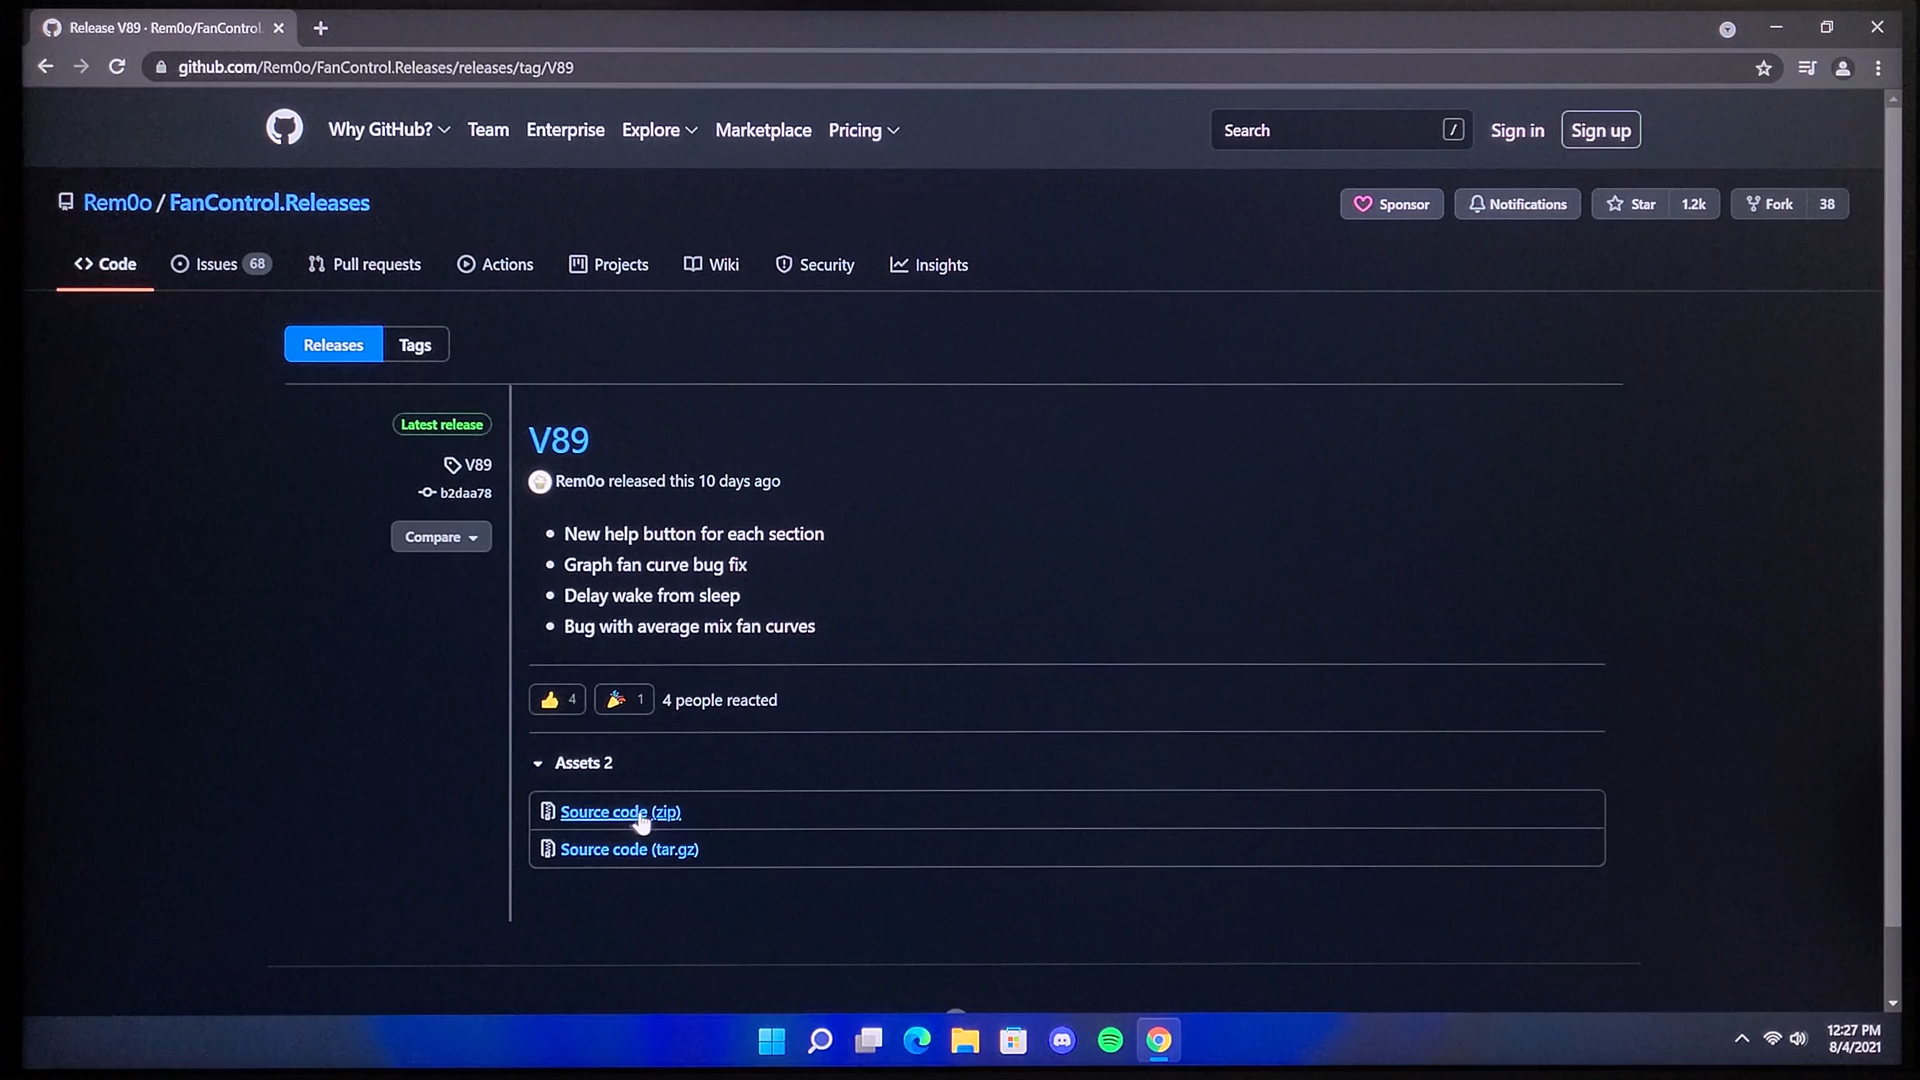 Release V89 · Rem0o/FanControl.
github.com/Rem0o/FanControl.Releases/releases/tag/V89
Why GitHub? Team Enterprise Explore Marketplace Pricing Search / Sign in Sign up
Rem0o / FanControl.Releases Sponsor Notifications Star 1.2k Fork 38
<> Code Issues 68 Pull requests Actions Projects Wiki Security Insights
Releases Tags
Latest release
V89
b2daa78
Compare
V89
Rem0o released this 10 days ago
• New help button for each section
• Graph fan curve bug fix
• Delay wake from sleep
• Bug with average mix fan curves
4 1 4 people reacted
Assets 2
Source code (zip)
Source code (tar.gz)
12:27 PM
8/4/2021